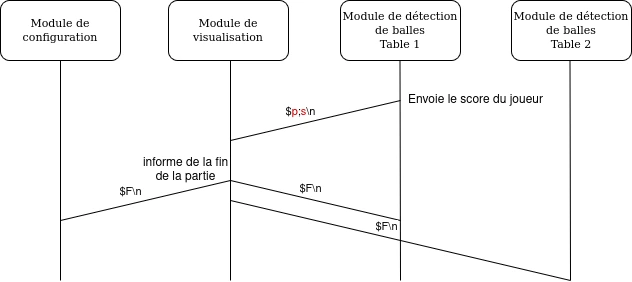 Module de
configuration
Module de
visualisation
Module de détection
de balles
Table 1
Module de détection
de balles
Table 2
Envoie le score du joueur
$p;s\n
informe de la fin
de la partie
$F\n
$F\n
$F\n